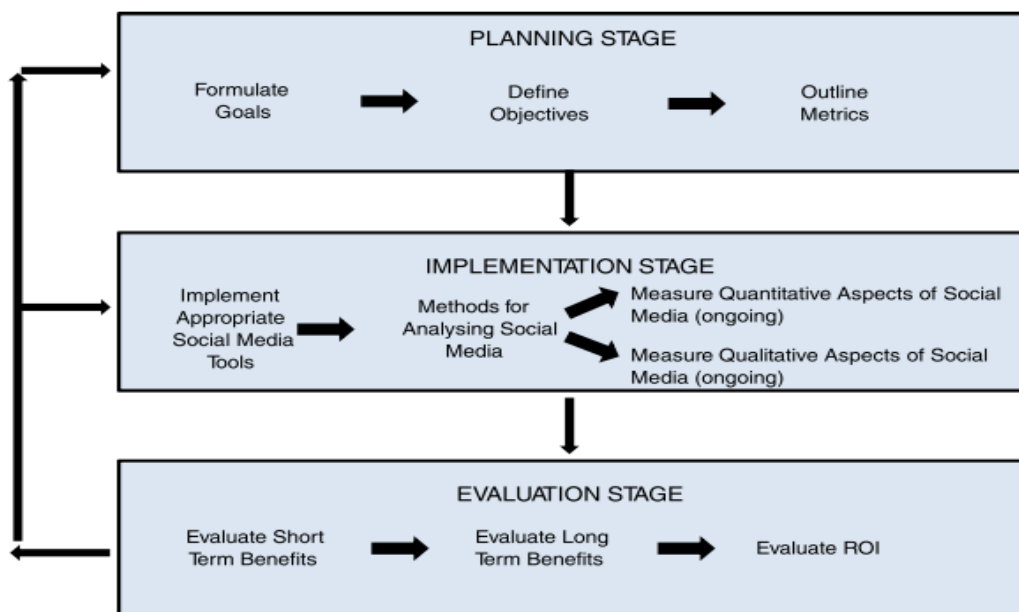 PLANNING STAGE
Formulate
Goals
Define
Objectives
Outline
Metrics
IMPLEMENTATION STAGE
Implement
Appropriate
Social Media
Tools
Methods for
Analysing Social
Media
Measure Quantitative Aspects of Social
Media (ongoing)
Measure Qualitative Aspects of Social
Media (ongoing)
EVALUATION STAGE
Evaluate Short
Term Benefits
Evaluate Long
Term Benefits
Evaluate ROI